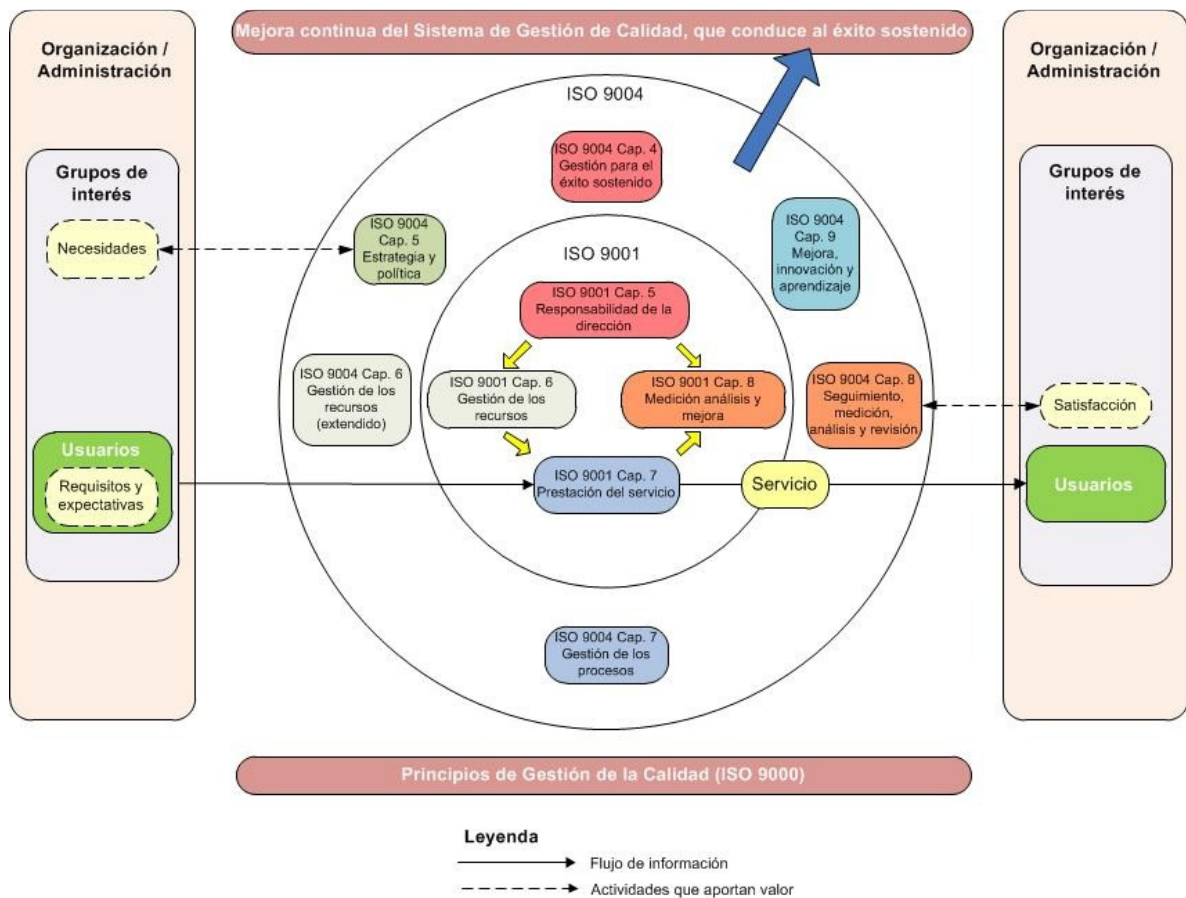 Mejora continua del Sistema de Gestión de Calidad, que conduce al éxito sostenido
Organización /
Administración
Grupos de
interés
Necesidades
Usuarios
Requisitos y
expectativas
ISO 9004
ISO 9004 Cap. 4
Gestión para el
éxito sostenido
ISO 9004
Cap. 5
Estrategia y
política
ISO 9004
Cap. 9
Mejora,
innovación y
aprendizaje
ISO 9001
ISO 9001 Cap. 5
Responsabilidad de la
dirección
ISO 9004 Cap. 6
Gestión de los
recursos
(extendido)
ISO 9001 Cap. 6
Gestión de los
recursos
ISO 9001 Cap. 8
Medición análisis y
mejora
ISO 9004 Cap. 8
Seguimiento,
medición,
análisis y revisión
ISO 9001 Cap. 7
Prestación del servicio
Servicio
ISO 9004 Cap. 7
Gestión de los
procesos
Organización /
Administración
Grupos de
interés
Satisfacción
Usuarios
Principios de Gestión de la Calidad (ISO 9000)
Leyenda
Flujo de información
Actividades que aportan valor